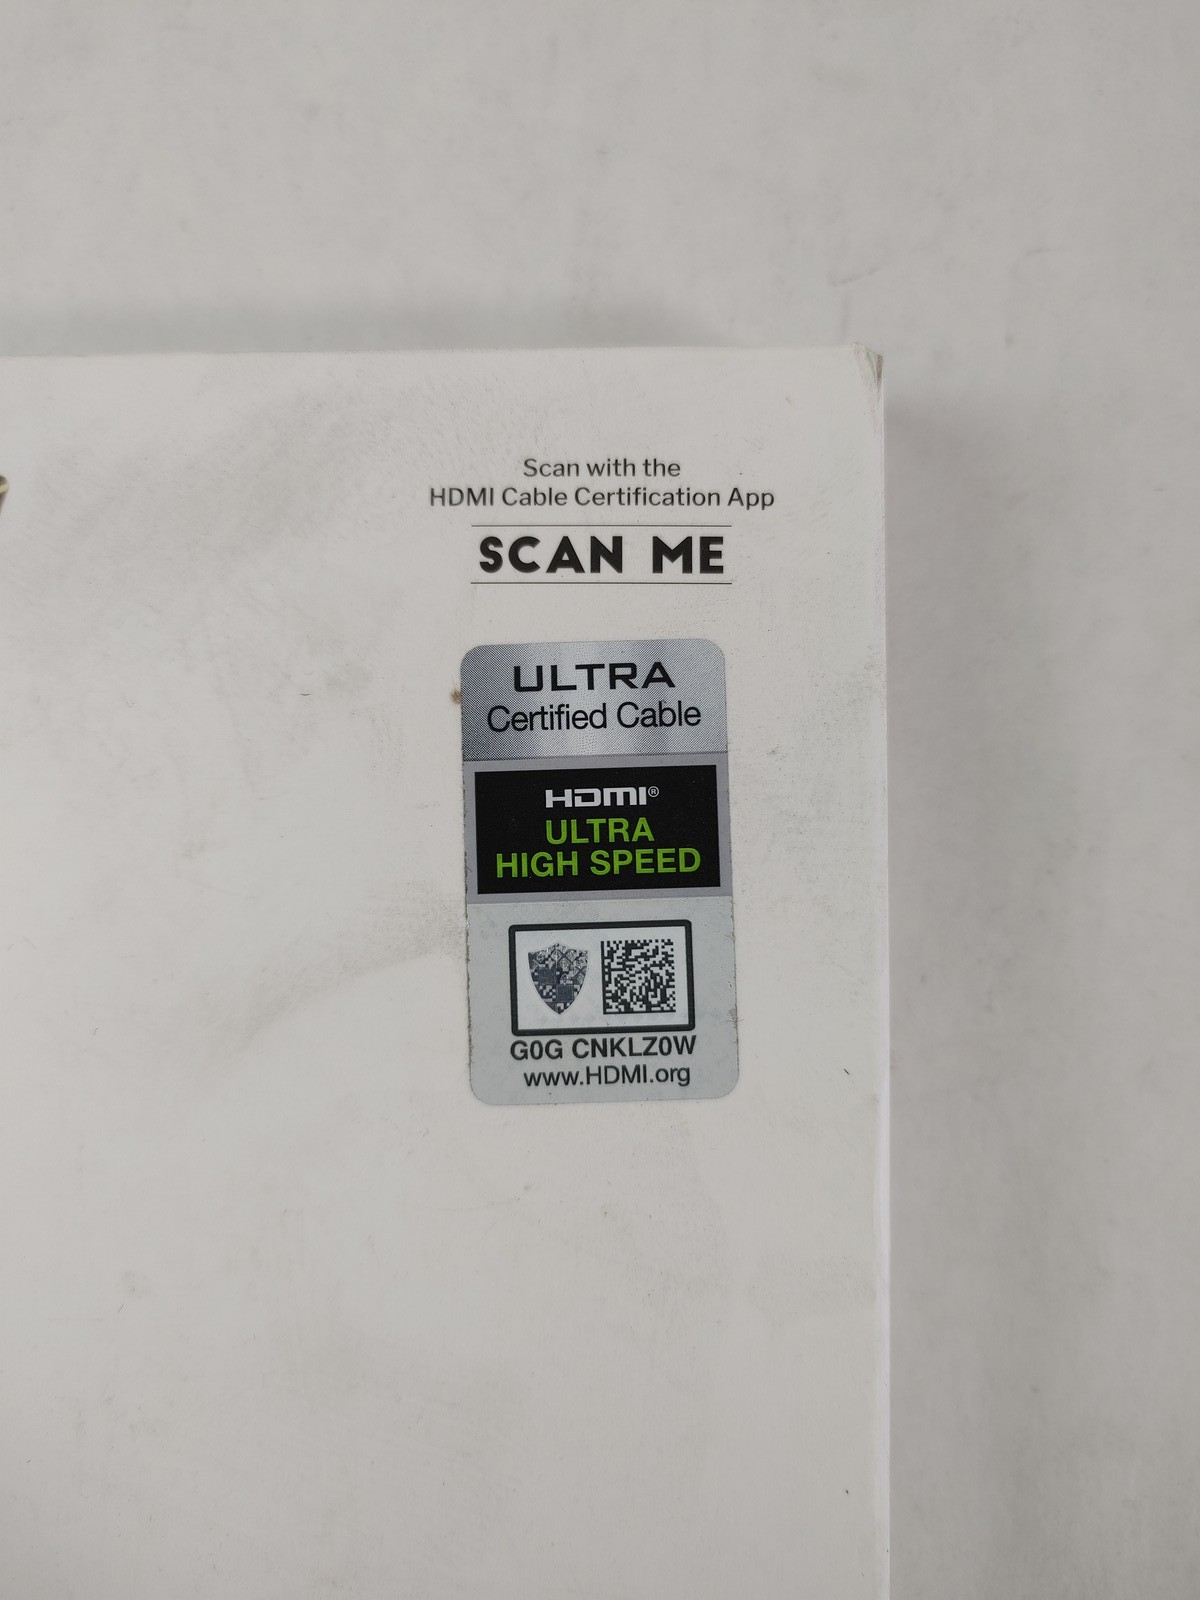 Scan with the
HDMI Cable Certification App
SCAN ME
ULTRA
Certified Cable
HDMI®
ULTRA
HIGH SPEED
G0G CNKLZ0W
www.HDMI.org